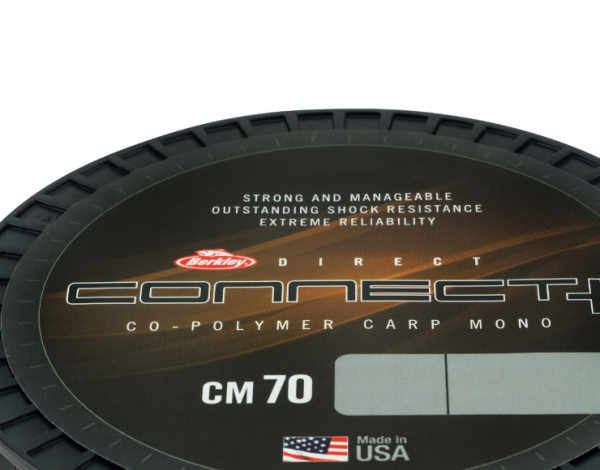 STRONG AND MANAGEABLE
OUTSTANDING SHOCK RESISTANCE
EXTREME RELIABILITY
Berkley DIRECT
CONNECT+
CO-POLYMER CARP MONO
CM 70
Made in
USA